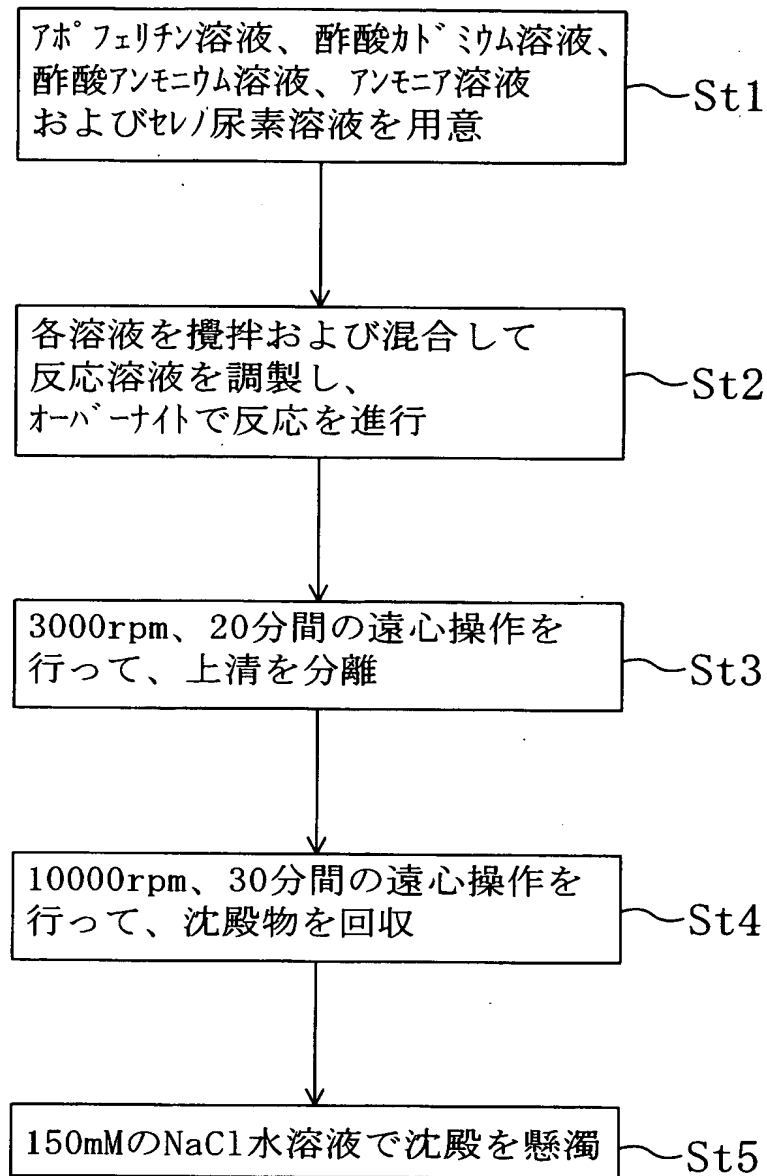 アポフェリチン溶液、酢酸カドミウム溶液、
酢酸アンモニウム溶液、アンモニア溶液
およびセレノ尿素溶液を用意
St1
各溶液を攪拌および混合して
反応溶液を調製し、
オーバーナイトで反応を進行
St2
3000rpm、20分間の遠心操作を
行って、上清を分離
St3
10000rpm、30分間の遠心操作を
行って、沈殿物を回収
St4
150mMのNaCl水溶液で沈殿を懸濁
St5